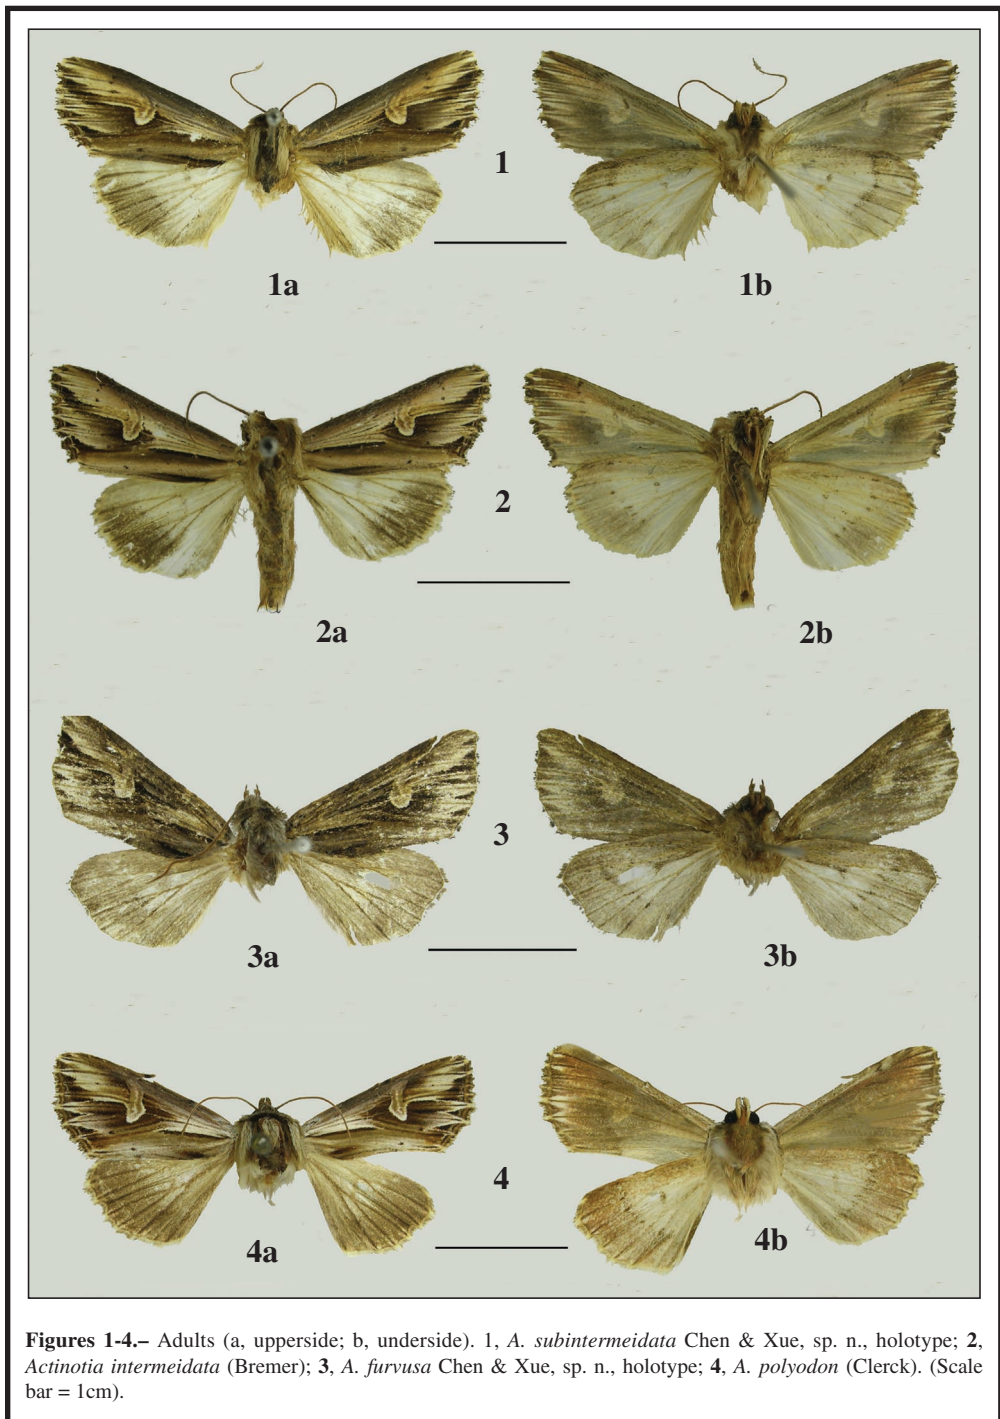 1
1a
1b
2
2a
2b
3
3a
3b
4
4a
4b
Figures 1-4.– Adults (a, upperside; b, underside). 1, A. subintermeidata Chen & Xue, sp. n., holotype; 2,
Actinotia intermeidata (Bremer); 3, A. furvusa Chen & Xue, sp. n., holotype; 4, A. polyodon (Clerck). (Scale
bar = 1cm).